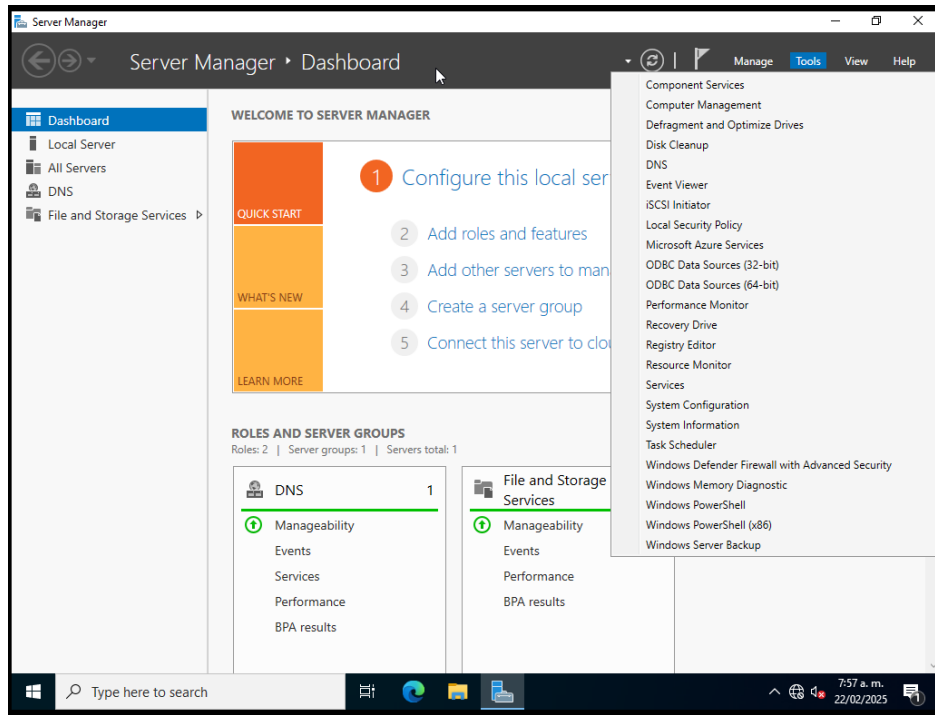 Server Manager
Server Manager ‣ Dashboard
Manage Tools View Help
Dashboard
Local Server
All Servers
DNS
File and Storage Services
WELCOME TO SERVER MANAGER
QUICK START
WHAT'S NEW
LEARN MORE
1 Configure this local ser
2 Add roles and features
3 Add other servers to man
4 Create a server group
5 Connect this server to clo
ROLES AND SERVER GROUPS
Roles: 2 | Server groups: 1 | Servers total: 1
DNS 1
Manageability
Events
Services
Performance
BPA results
File and Storage
Services
Manageability
Events
Performance
BPA results
Component Services
Computer Management
Defragment and Optimize Drives
Disk Cleanup
DNS
Event Viewer
iSCSI Initiator
Local Security Policy
Microsoft Azure Services
ODBC Data Sources (32-bit)
ODBC Data Sources (64-bit)
Performance Monitor
Recovery Drive
Registry Editor
Resource Monitor
Services
System Configuration
System Information
Task Scheduler
Windows Defender Firewall with Advanced Security
Windows Memory Diagnostic
Windows PowerShell
Windows PowerShell (x86)
Windows Server Backup
Type here to search
7:57 a. m.
22/02/2025
1